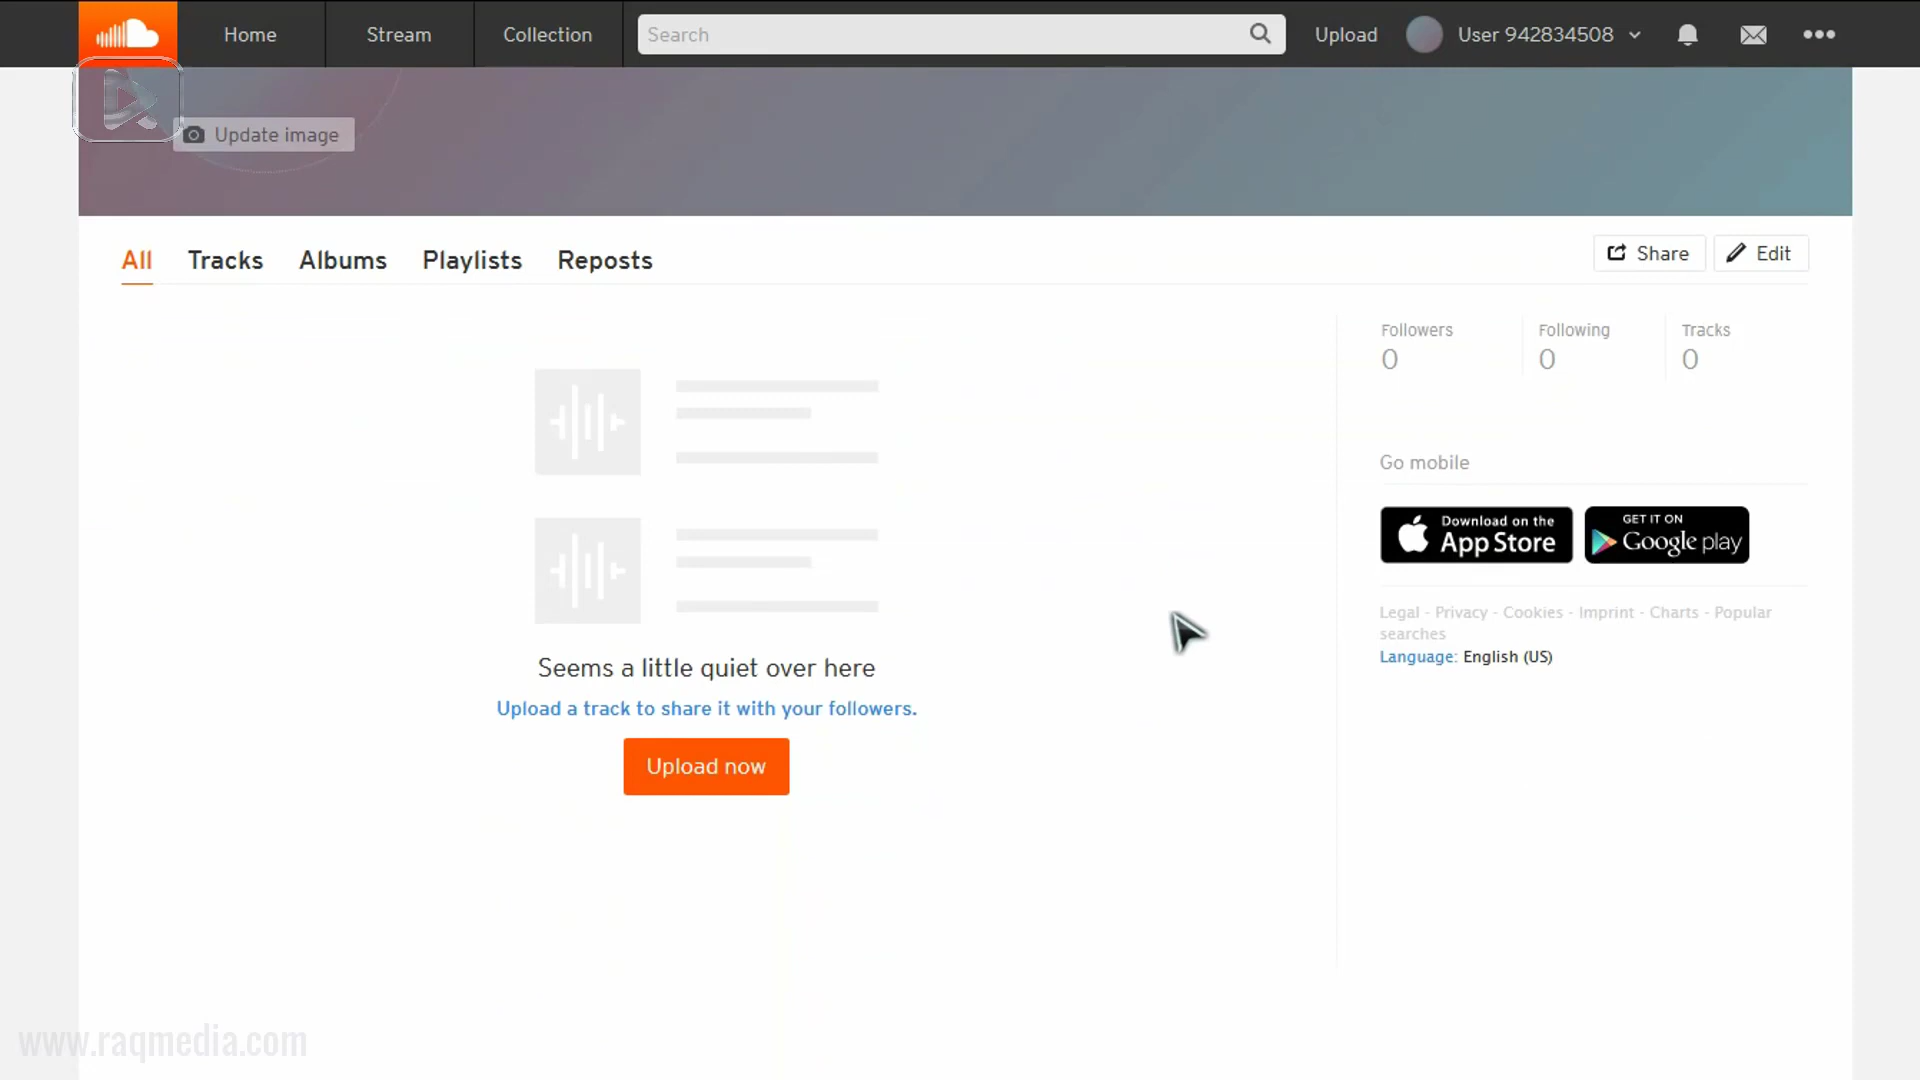 Home Stream Collection Search Upload User 942834508
Update image
All Tracks Albums Playlists Reposts Share Edit
Followers Following Tracks
0 0 0
Go mobile
Download on the App Store
GET IT ON Google play
Legal - Privacy - Cookies - Imprint - Charts - Popular
searches
Language: English (US)
Seems a little quiet over here
Upload a track to share it with your followers.
Upload now
www.raqmedia.com